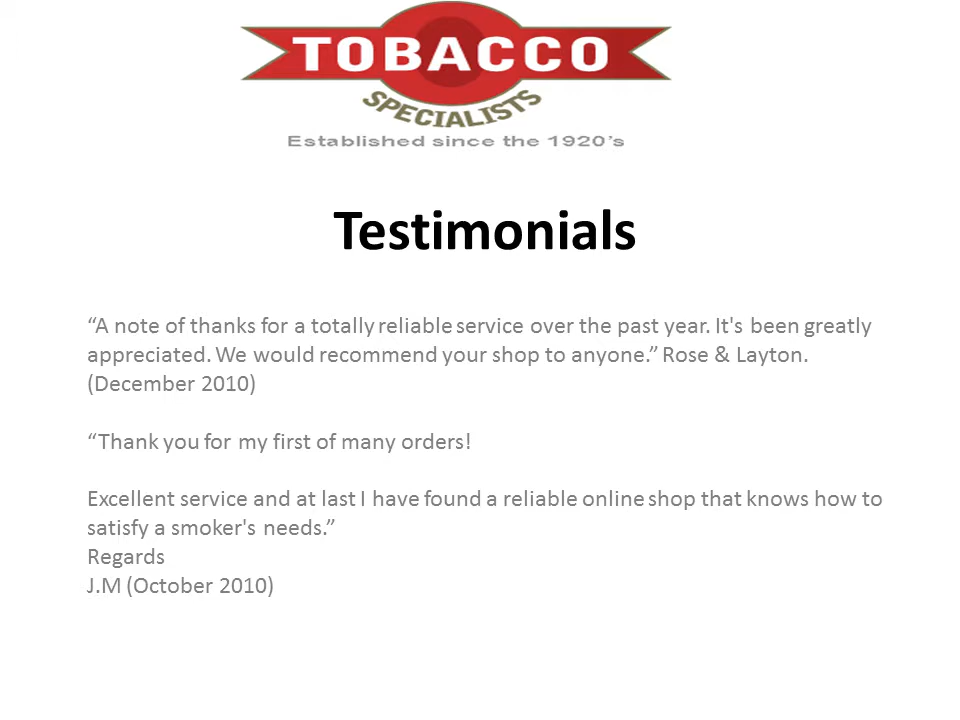 TOBACCO
SPECIALISTS
Established since the 1920’s
Testimonials
“A note of thanks for a totally reliable service over the past year. It's been greatly
appreciated. We would recommend your shop to anyone.” Rose & Layton.
(December 2010)
“Thank you for my first of many orders!
Excellent service and at last I have found a reliable online shop that knows how to
satisfy a smoker's needs.”
Regards
J.M (October 2010)